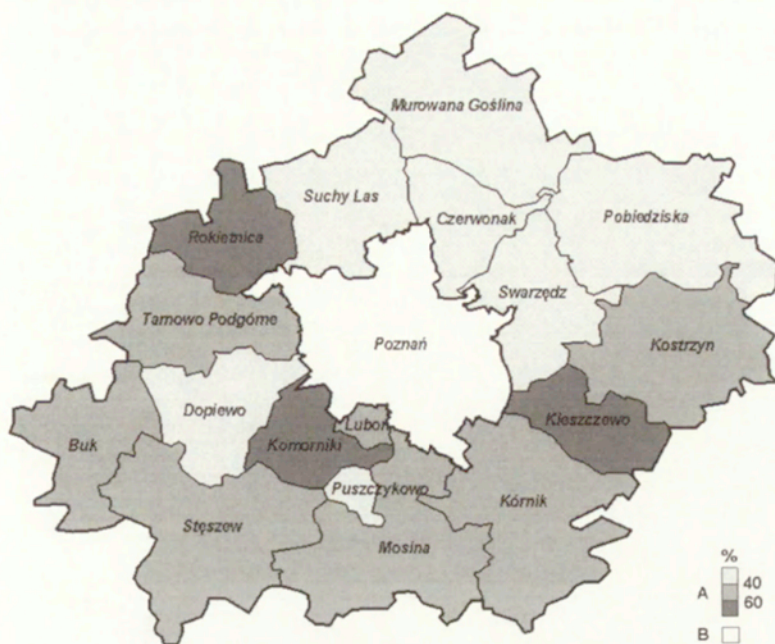 Murowana Goślina
Suchy Las
Czerwonak
Pobiedziska
Rokietnica
Swarzędz
Tarnowo Podgórne
Poznań
Kostrzyn
Dopiewo
Luboń
Kleszczewo
Buk
Komorniki
Puszczykowo
Kórnik
Stęszew
Mosina
%
40
A
60
B